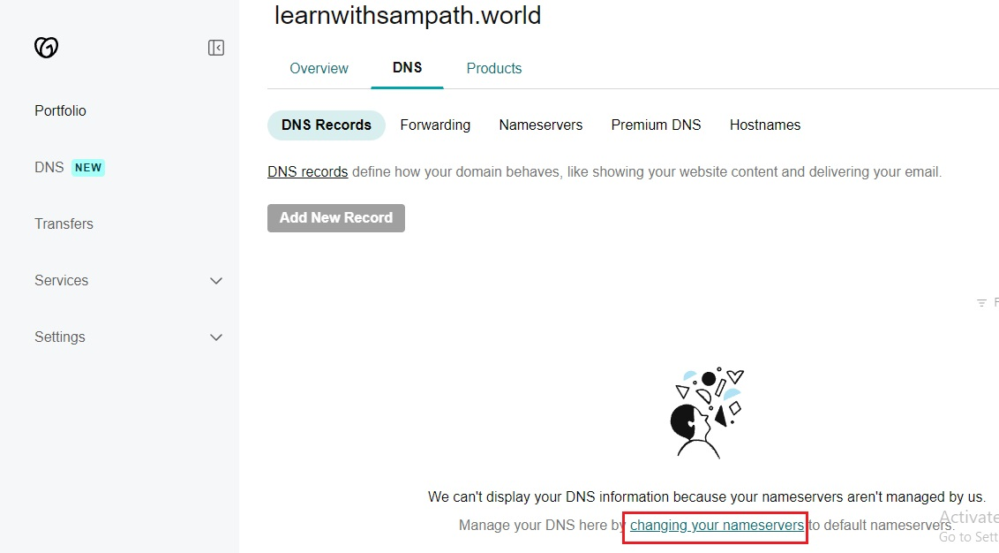 learnwithsampath.world
Overview DNS Products
Portfolio
DNS Records Forwarding Nameservers Premium DNS Hostnames
DNS NEW
DNS records define how your domain behaves, like showing your website content and delivering your email.
Add New Record
Transfers
Services
F
Settings
We can't display your DNS information because your nameservers aren't managed by us.
Manage your DNS here by changing your nameservers to default nameservers.
Activate
Go to Sett